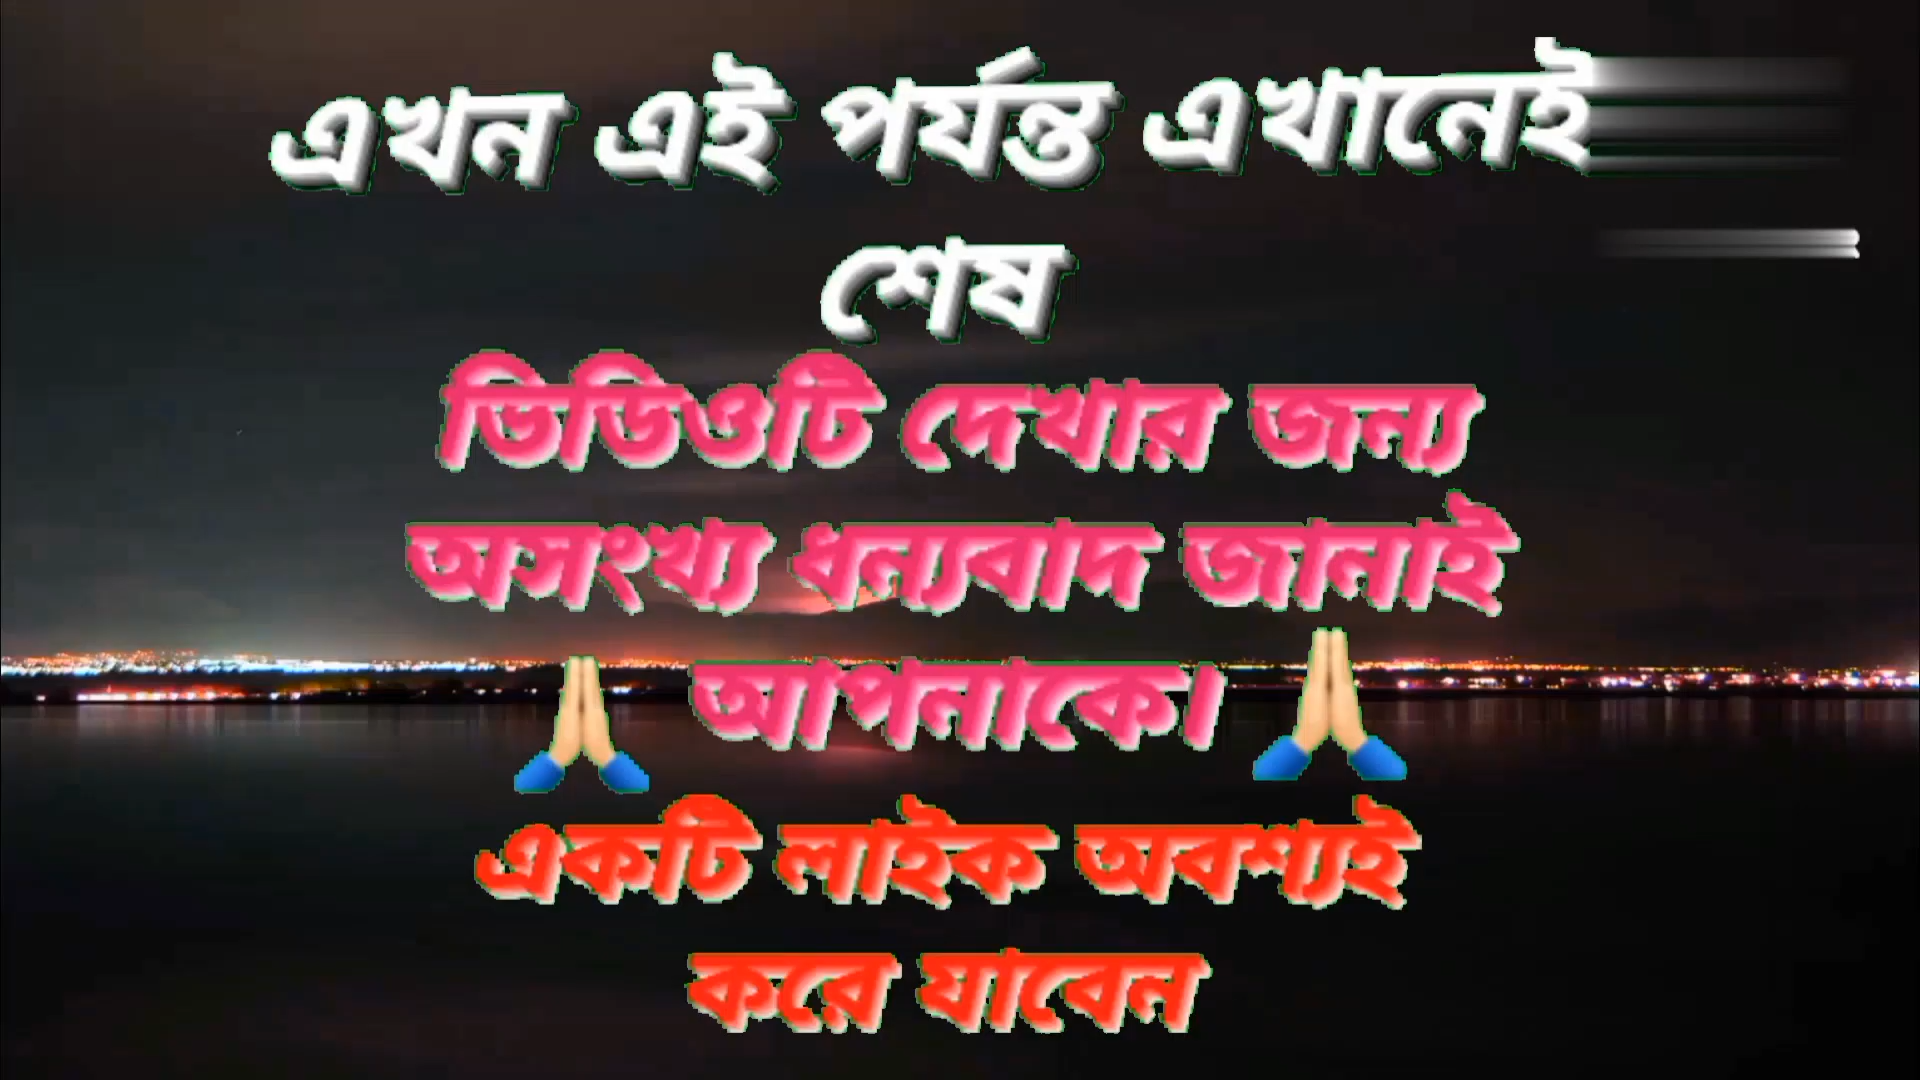 এখন এই পর্যন্ত এখানেই
শেষ
ভিডিওটি দেখার জন্য
অসংখ্য ধন্যবাদ জানাই
আপনাকে।
একটি লাইক অবশ্যই
করে যাবেন